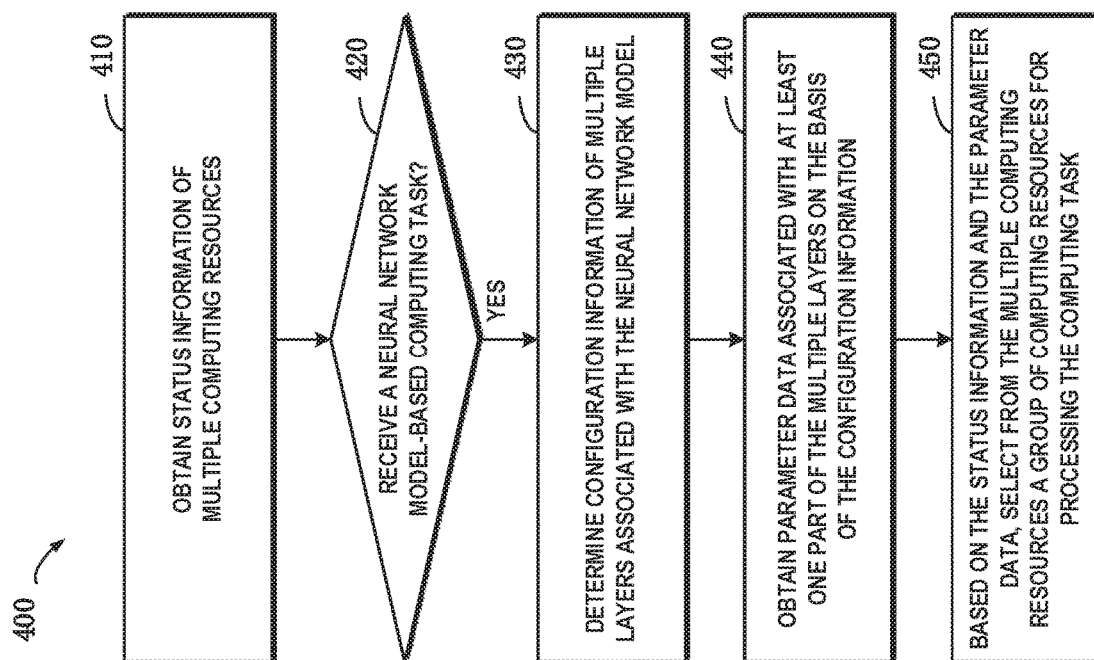 400
410
OBTAIN STATUS INFORMATION OF
MULTIPLE COMPUTING RESOURCES
420
RECEIVE A NEURAL NETWORK
MODEL-BASED COMPUTING TASK?
YES
430
DETERMINE CONFIGURATION INFORMATION OF MULTIPLE
LAYERS ASSOCIATED WITH THE NEURAL NETWORK MODEL
440
OBTAIN PARAMETER DATA ASSOCIATED WITH AT LEAST
ONE PART OF THE MULTIPLE LAYERS ON THE BASIS
OF THE CONFIGURATION INFORMATION
450
BASED ON THE STATUS INFORMATION AND THE PARAMETER
DATA, SELECT FROM THE MULTIPLE COMPUTING
RESOURCES A GROUP OF COMPUTING RESOURCES FOR
PROCESSING THE COMPUTING TASK